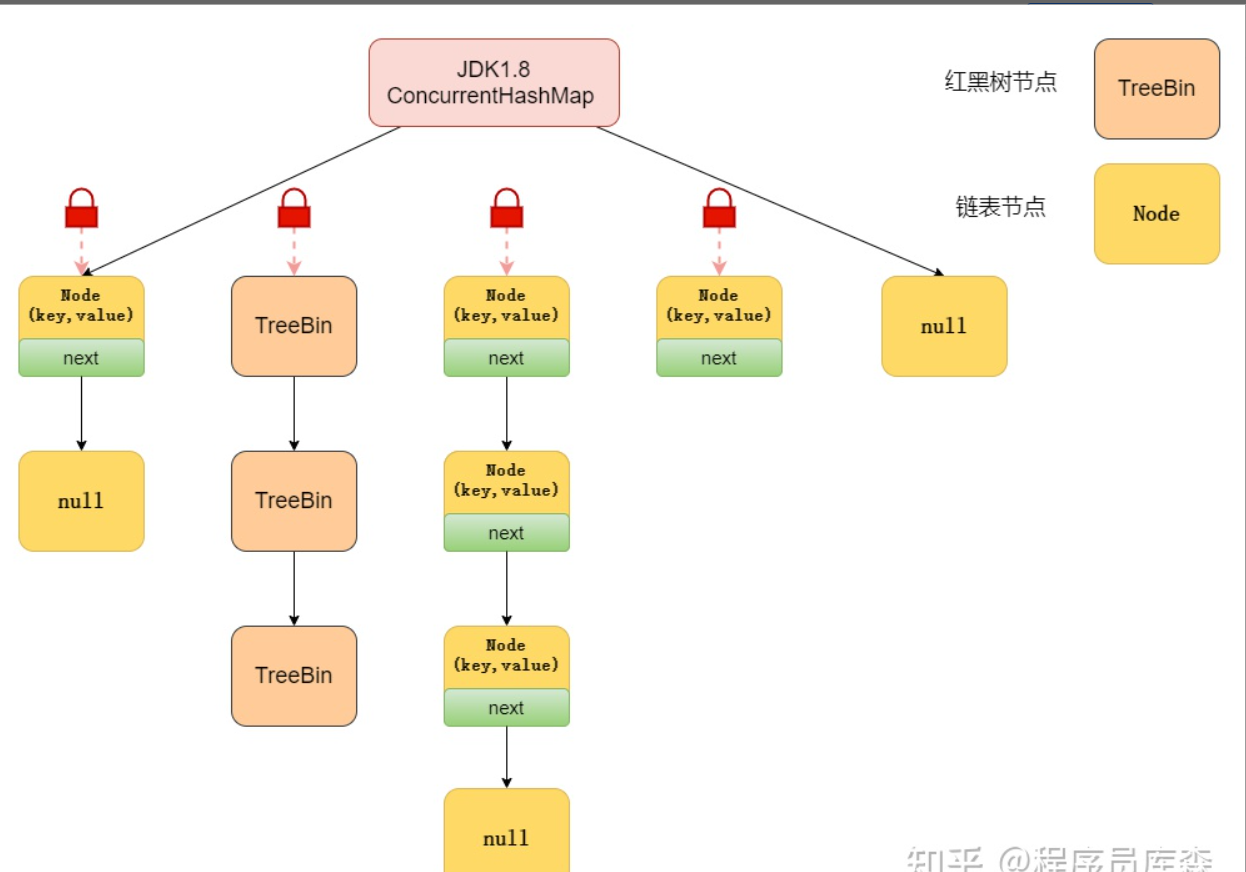 JDK1.8
ConcurrentHashMap
红黑树节点
TreeBin
链表节点
Node
Node
(key,value)
next
TreeBin
Node
(key,value)
next
Node
(key,value)
next
null
null
TreeBin
Node
(key,value)
next
TreeBin
Node
(key,value)
next
null
知乎 @程序员库森